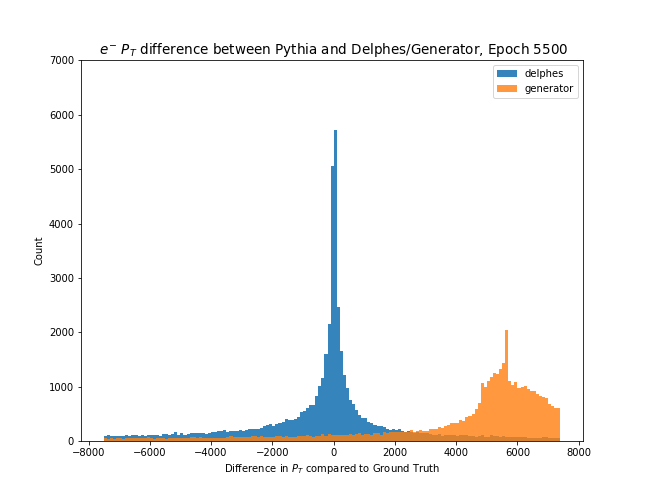 e⁻ P_T difference between Pythia and Delphes/Generator, Epoch 5500
7000
6000
5000
4000
3000
2000
1000
0
Count
delphes
generator
−8000 −6000 −4000 −2000 0 2000 4000 6000 8000
Difference in P_T compared to Ground Truth